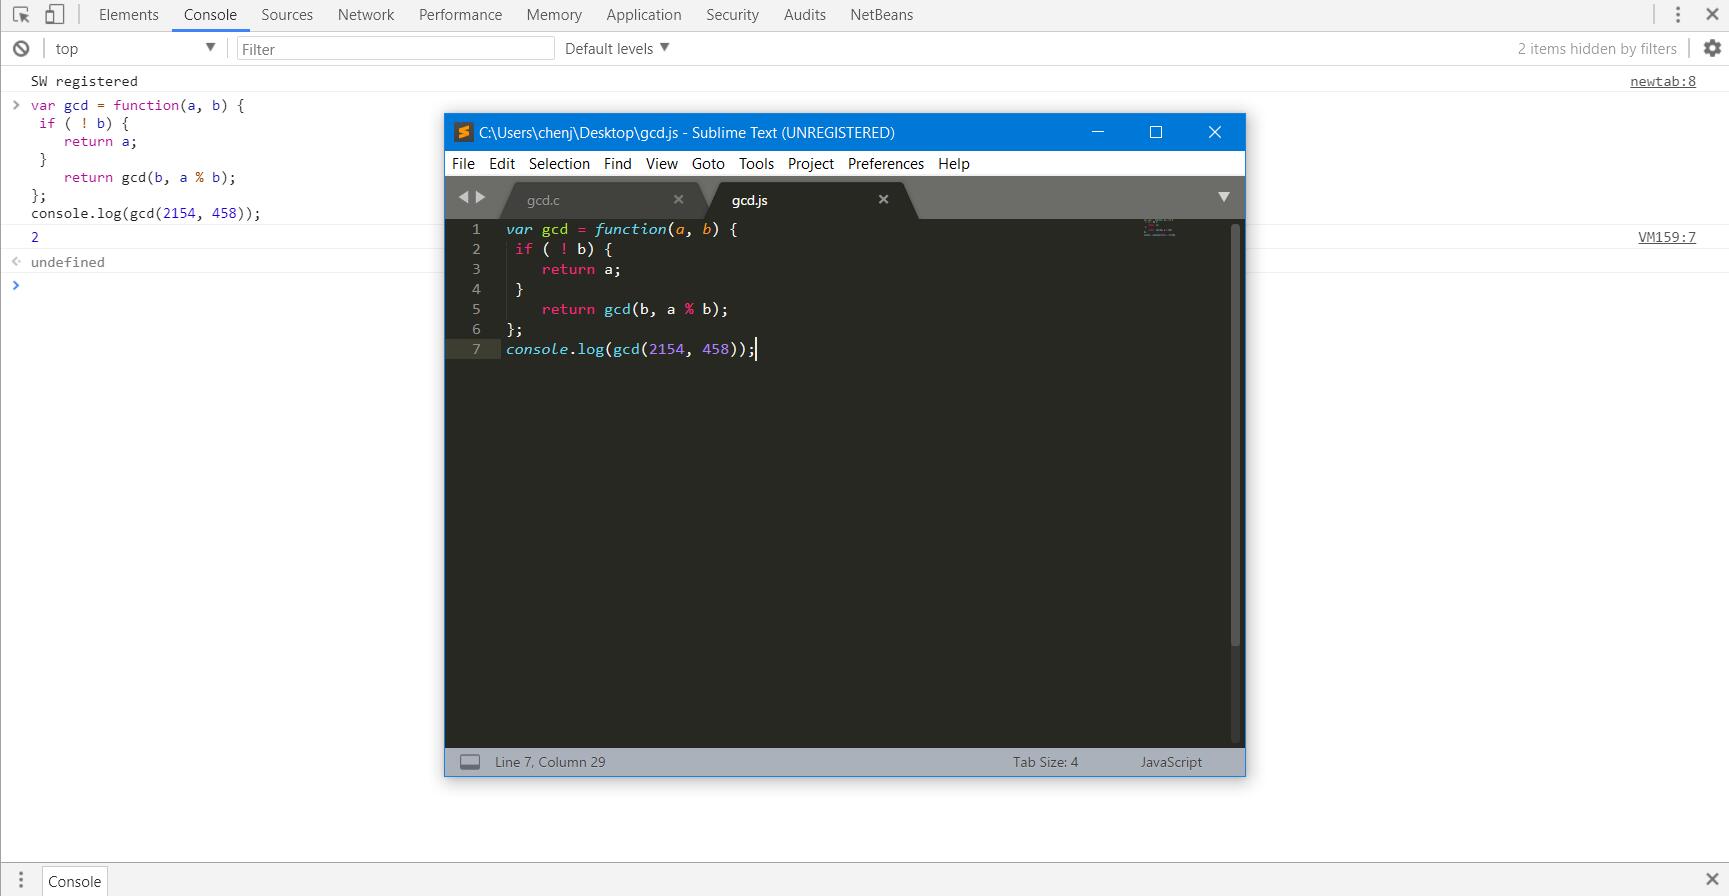 Elements Console Sources Network Performance Memory Application Security Audits NetBeans
top Filter Default levels 2 items hidden by filters
SW registered newtab:8
var gcd = function(a, b) {
if ( ! b) {
return a;
}
return gcd(b, a % b);
};
console.log(gcd(2154, 458));
2 VM159:7
undefined
C:\Users\chenj\Desktop\gcd.js - Sublime Text (UNREGISTERED)
File Edit Selection Find View Goto Tools Project Preferences Help
gcd.c gcd.js
1 var gcd = function(a, b) {
2 if ( ! b) {
3 return a;
4 }
5 return gcd(b, a % b);
6 };
7 console.log(gcd(2154, 458));
Line 7, Column 29 Tab Size: 4 JavaScript
Console